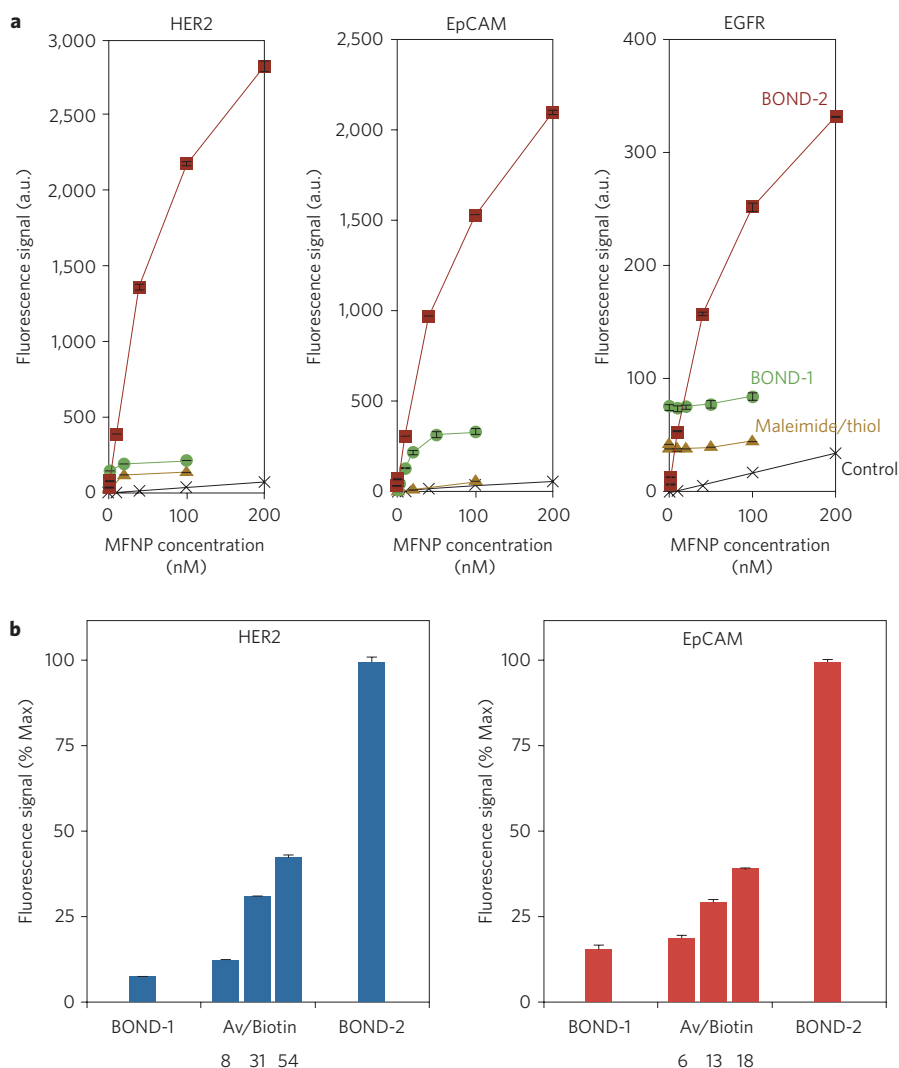 a
HER2
EpCAM
EGFR
Fluorescence signal (a.u.)
3,000
2,500
2,000
1,500
1,000
500
0
0 100 200
MFNP concentration
(nM)
Fluorescence signal (a.u.)
2,500
2,000
1,500
1,000
500
0
0 100 200
MFNP concentration
(nM)
Fluorescence signal (a.u.)
400
300
200
100
0
BOND-2
BOND-1
Maleimide/thiol
Control
0 100 200
MFNP concentration
(nM)
b
HER2
Fluorescence signal (% Max)
100
75
50
25
0
BOND-1 Av/Biotin BOND-2
8 31 54
EpCAM
Fluorescence signal (% Max)
100
75
50
25
0
BOND-1 Av/Biotin BOND-2
6 13 18